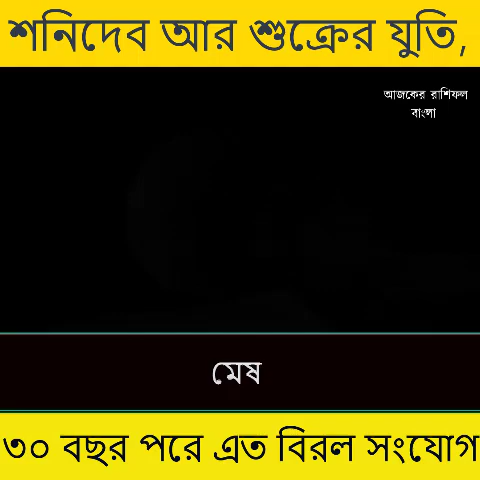 শনিদেব আর শুক্রের যুতি,
আজকের রাশিফল
বাংলা
মেষ
৩০ বছর পরে এত বিরল সংযোগ